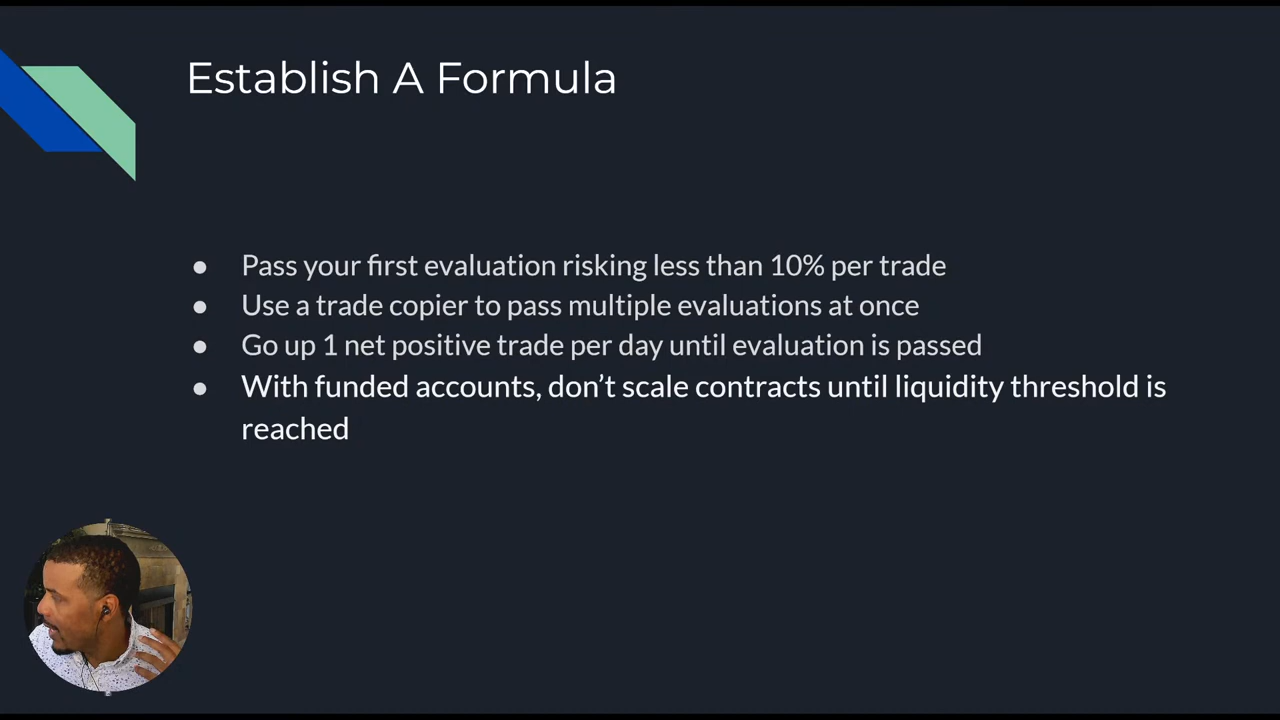 Establish A Formula
● Pass your first evaluation risking less than 10% per trade
● Use a trade copier to pass multiple evaluations at once
● Go up 1 net positive trade per day until evaluation is passed
● With funded accounts, don’t scale contracts until liquidity threshold is
reached